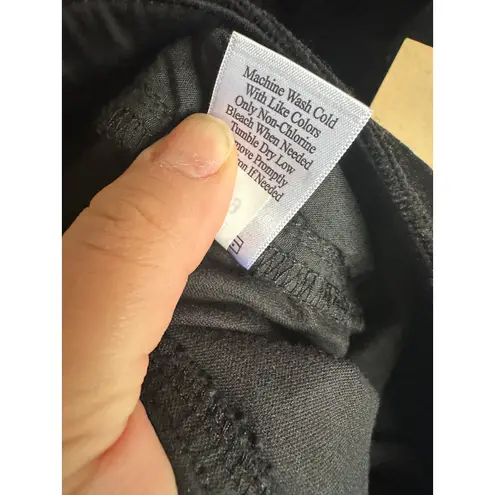 Machine Wash Cold
With Like Colors
Only Non-Chlorine
Bleach When Needed
Tumble Dry Low
Promptly
If Needed